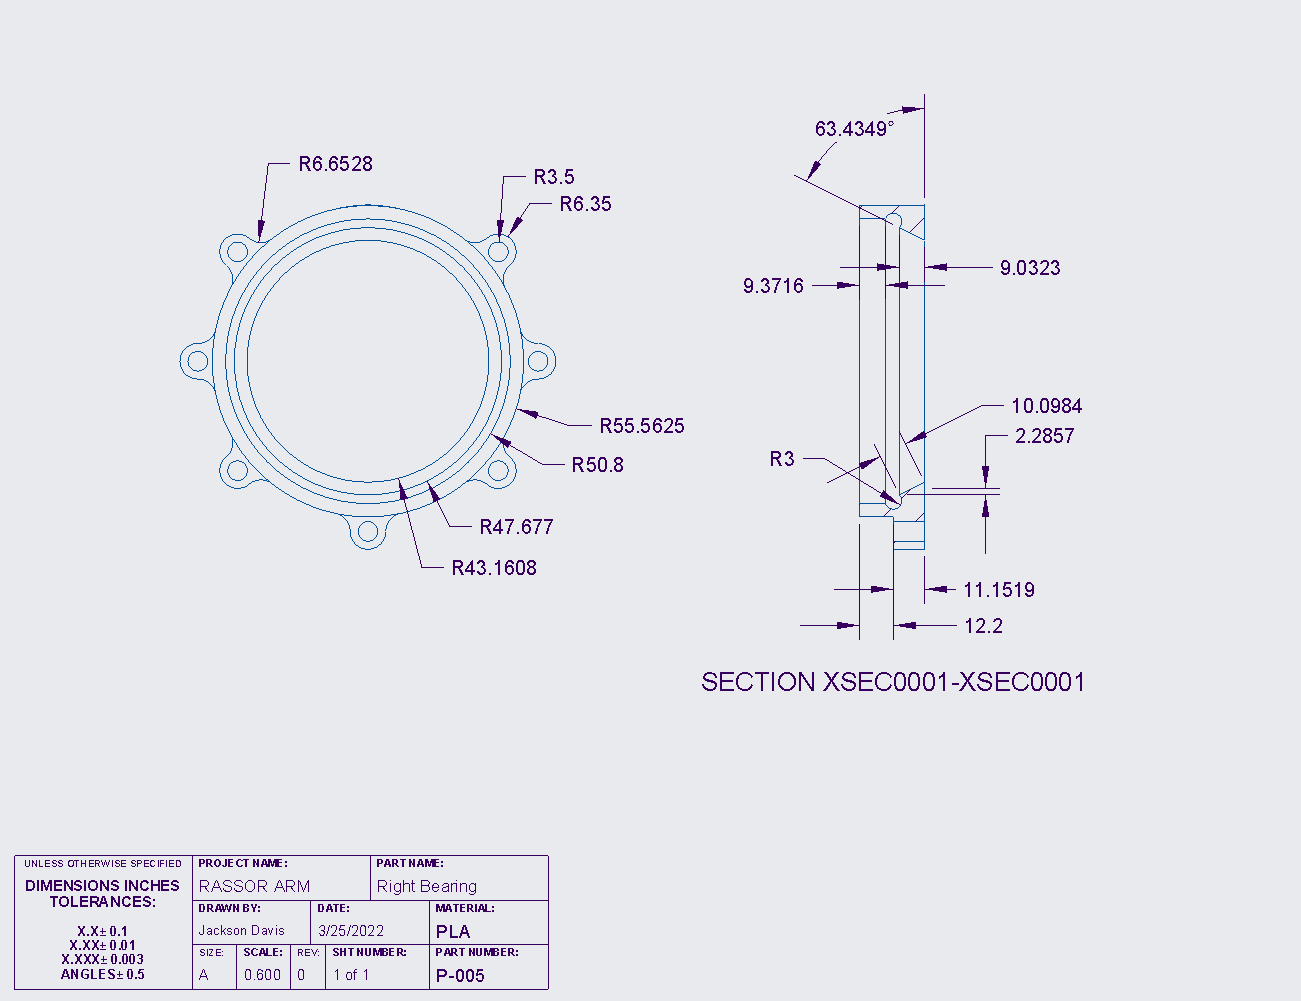 63.4349°
R6.6528
R3.5
R6.35
9.0323
9.3716
10.0984
2.2857
R55.5625
R3
R50.8
R47.677
R43.1608
11.1519
12.2
SECTION XSEC0001-XSEC0001
UNLESS OTHERWISE SPECIFIED
DIMENSIONS INCHES
TOLERANCES:
X.X± 0.1
X.XX± 0.01
X.XXX± 0.003
ANGLES± 0.5
PROJECT NAME:
RASSOR ARM
PART NAME:
Right Bearing
DRAWN BY:
Jackson Davis
DATE:
3/25/2022
MATERIAL:
PLA
SIZE:
A
SCALE:
0.600
REV:
0
SHT NUMBER:
1 of 1
PART NUMBER:
P-005